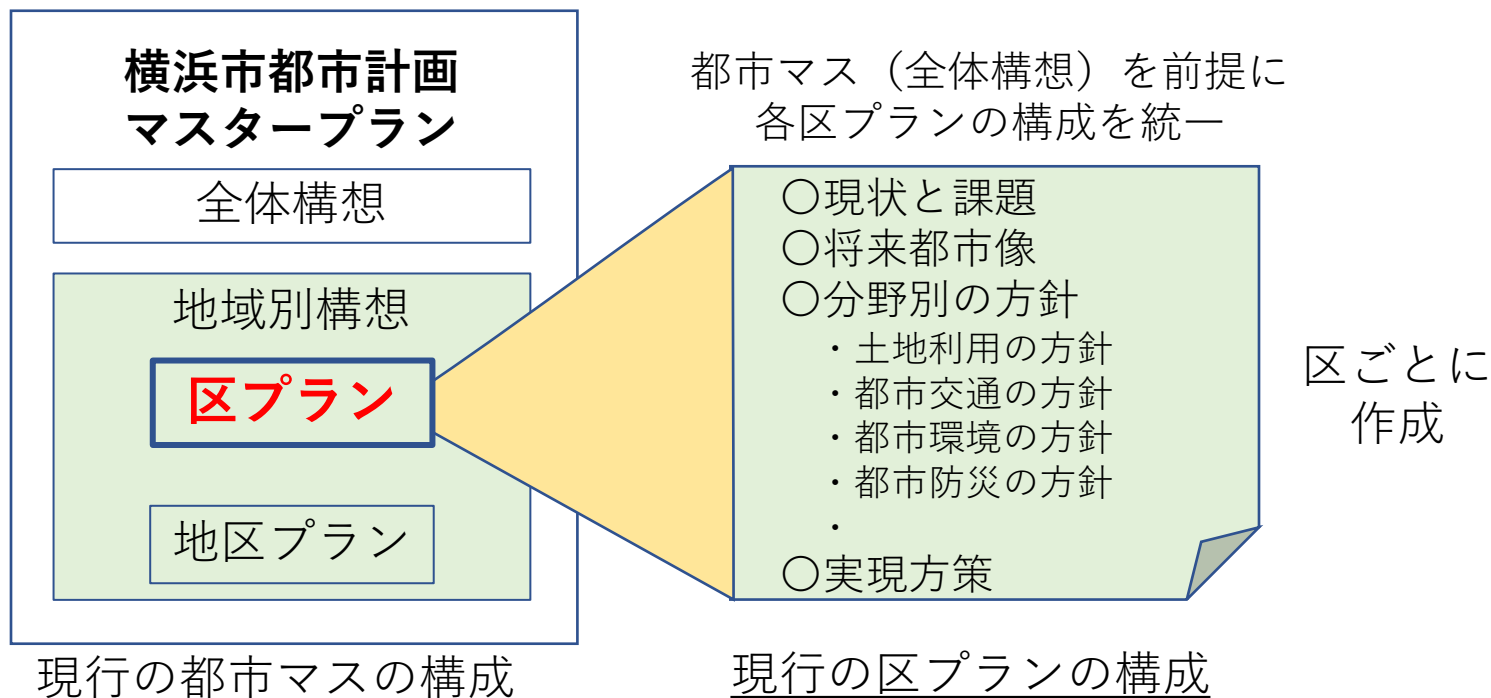 横浜市都市計画
マスタープラン
全体構想
地域別構想
区プラン
地区プラン
現行の都市マスの構成
都市マス（全体構想）を前提に
各区プランの構成を統一
〇現状と課題
〇将来都市像
〇分野別の方針
・土地利用の方針
・都市交通の方針
・都市環境の方針
・都市防災の方針
・
〇実現方策
現行の区プランの構成
区ごとに
作成